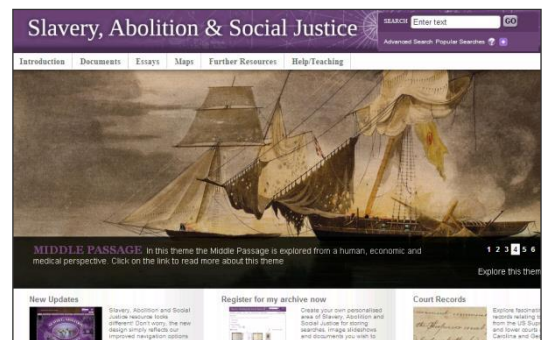 Slavery, Abolition & Social Justice
SEARCH Enter text GO
Advanced Search Popular Searches ?
Introduction Documents Essays Maps Further Resources Help/Teaching
MIDDLE PASSAGE In this theme the Middle Passage is explored from a human, economic and
medical perspective. Click on the link to read more about this theme
1 2 3 4 5 6
Explore this them
New Updates
Slavery, Abolition and Social
Justice resource looks
different! Don't worry, the new
design simply reflects our
improved navigation options
Register for my archive now
Create your own personalised
area of Slavery, Abolition and
Social Justice for storing
searches, image slideshows
and documents you wish to
Court Records
Explore fascinati
records relating t
from the US Sup
and lower courts
Carolina and Ge